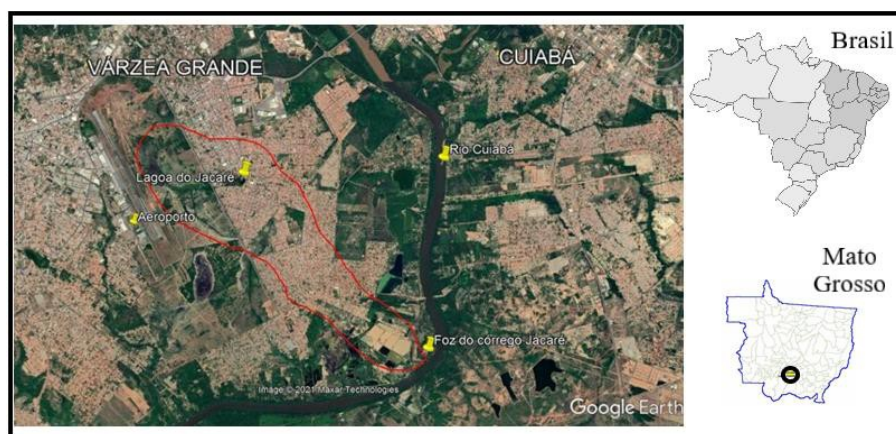 VÁRZEA GRANDE
CUIABÁ
Rio Cuiabá
Lagoa do Jacaré
Aeroporto
Foz do córrego Jacaré
Image © 2021 Maxar Technologies
Google Earth
Brasil
Mato
Grosso